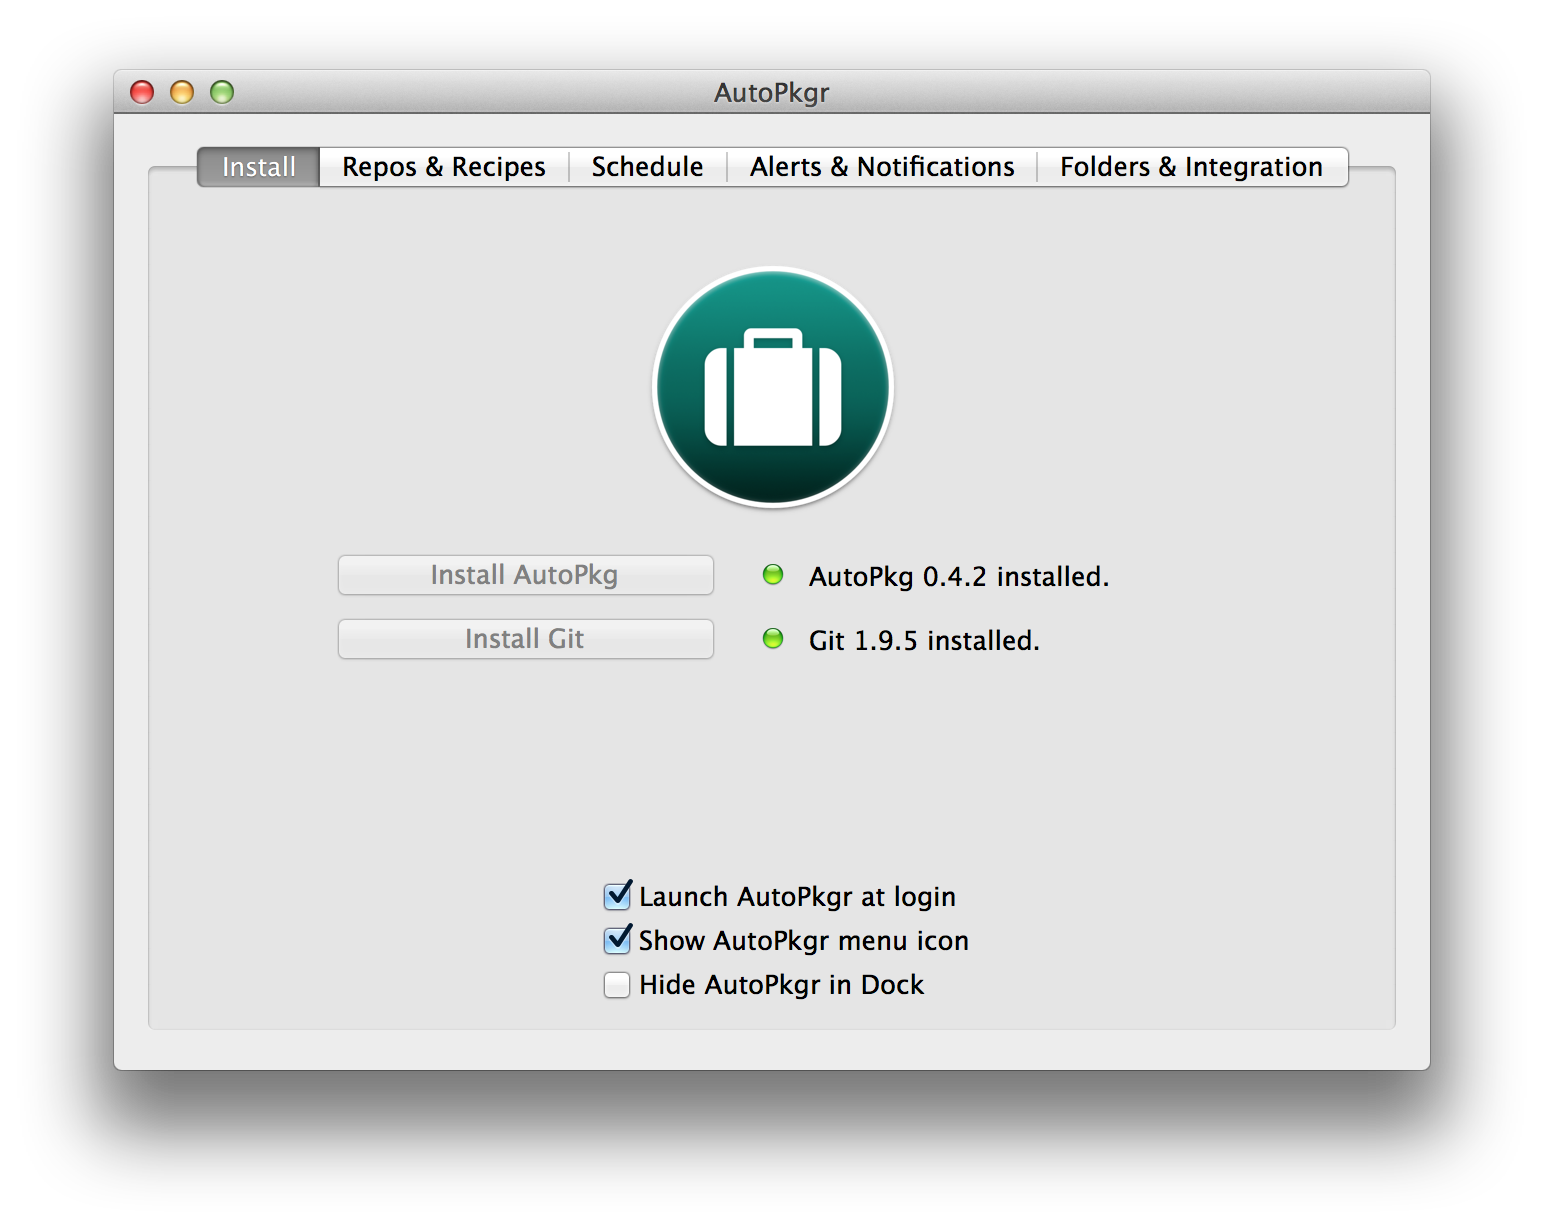 AutoPkgr
Install Repos & Recipes Schedule Alerts & Notifications Folders & Integration
Install AutoPkg AutoPkg 0.4.2 installed.
Install Git Git 1.9.5 installed.
Launch AutoPkgr at login
Show AutoPkgr menu icon
Hide AutoPkgr in Dock